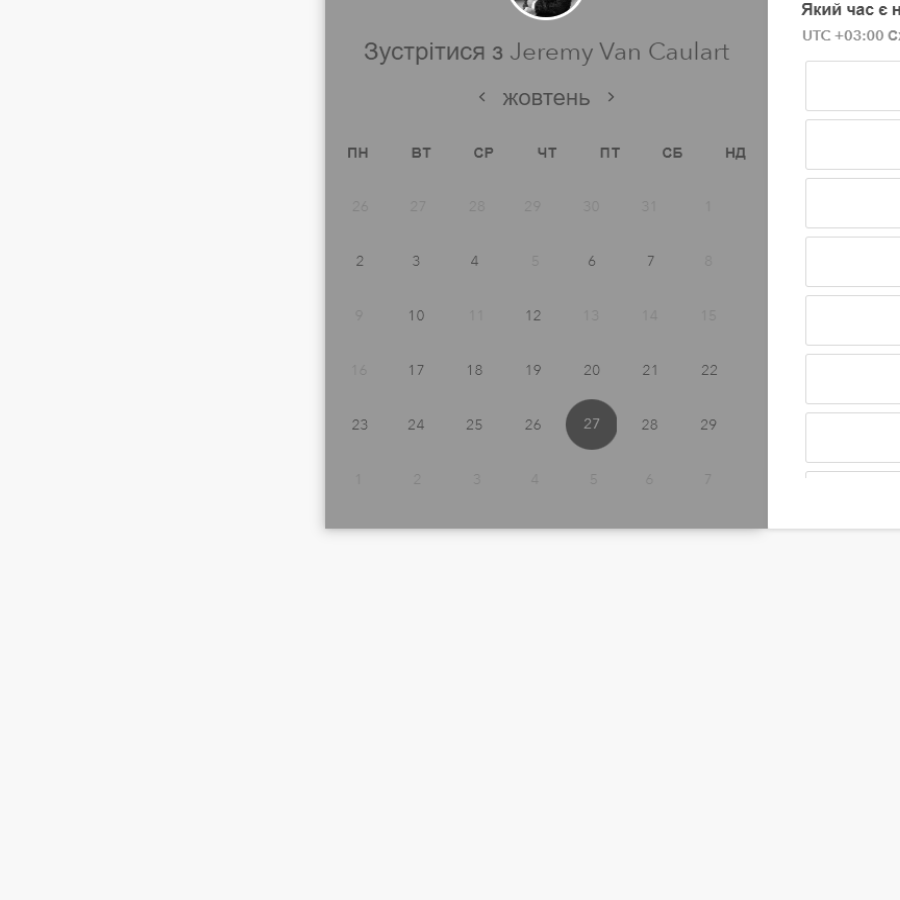 Який час є
UTC +03:00
Зустрітися з Jeremy Van Caulart
< жовтень >
ПН ВТ СР ЧТ ПТ СБ НД
26 27 28 29 30 31 1
2 3 4 5 6 7 8
9 10 11 12 13 14 15
16 17 18 19 20 21 22
23 24 25 26 27 28 29
1 2 3 4 5 6 7